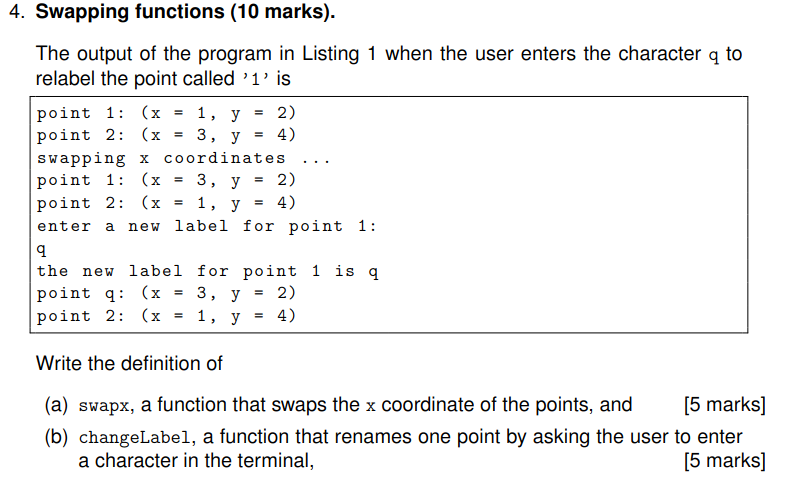 4. Swapping functions (10 marks).
The output of the program in Listing 1 when the user enters the character q to
relabel the point called '1' is
point 1: (x = 1, y = 2)
point 2: (x = 3, y = 4)
swapping x coordinates ...
point 1: (x = 3, y = 2)
point 2: (x = 1, y = 4)
enter a new label for point 1:
q
the new label for point 1 is q
point q: (x = 3, y = 2)
point 2: (x = 1, y = 4)
Write the definition of
(a) swapx, a function that swaps the x coordinate of the points, and [5 marks]
(b) changeLabel, a function that renames one point by asking the user to enter
a character in the terminal, [5 marks]